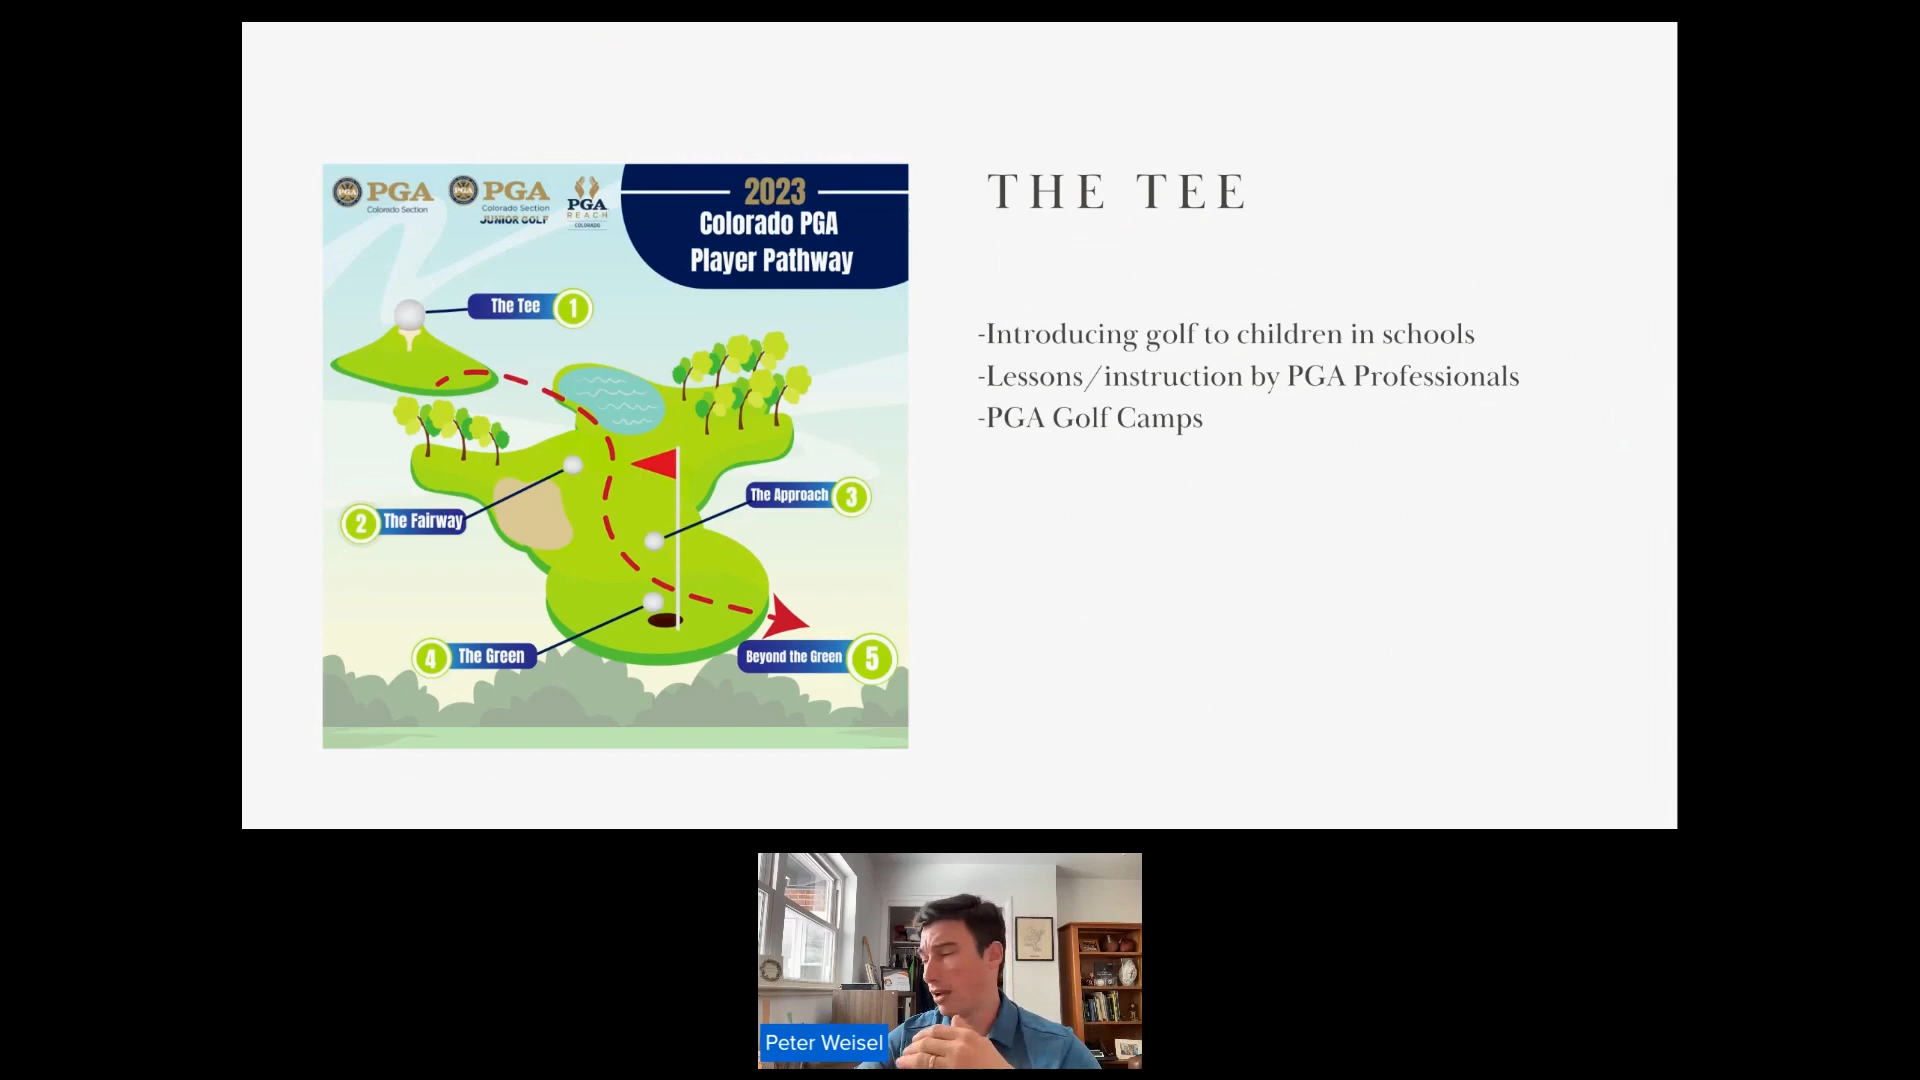 PGA
Colorado Section
PGA
Colorado Section
JUNIOR GOLF
PGA
REACH
COLORADO
2023
Colorado PGA
Player Pathway
The Tee 1
2 The Fairway
The Approach 3
4 The Green
Beyond the Green 5
THE TEE
-Introducing golf to children in schools
-Lessons/instruction by PGA Professionals
-PGA Golf Camps
Peter Weisel